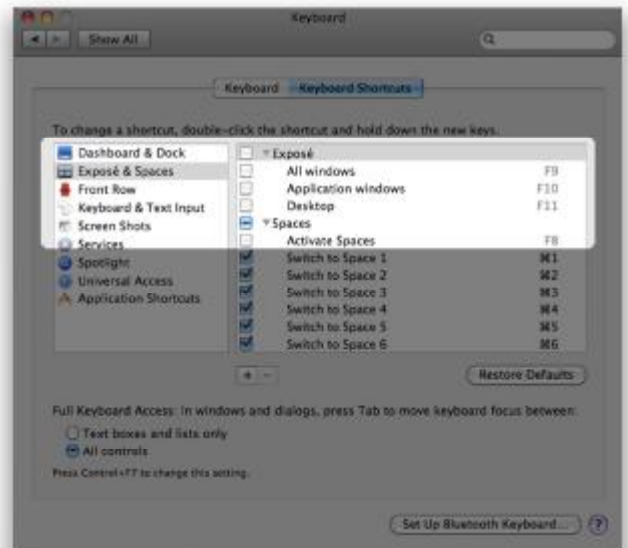 Keyboard
Show All
Keyboard Keyboard Shortcuts
To change a shortcut, double-click the shortcut and hold down the new keys.
Dashboard & Dock
Exposé & Spaces
Front Row
Keyboard & Text Input
Screen Shots
Services
Spotlight
Universal Access
Application Shortcuts
Exposé
All windows F9
Application windows F10
Desktop F11
Spaces
Activate Spaces F8
Switch to Space 1 ⌘1
Switch to Space 2 ⌘2
Switch to Space 3 ⌘3
Switch to Space 4 ⌘4
Switch to Space 5 ⌘5
Switch to Space 6 ⌘6
+ −
Restore Defaults
Full Keyboard Access: In windows and dialogs, press Tab to move keyboard focus between:
Text boxes and lists only
All controls
Press Control+F7 to change this setting.
Set Up Bluetooth Keyboard... ?